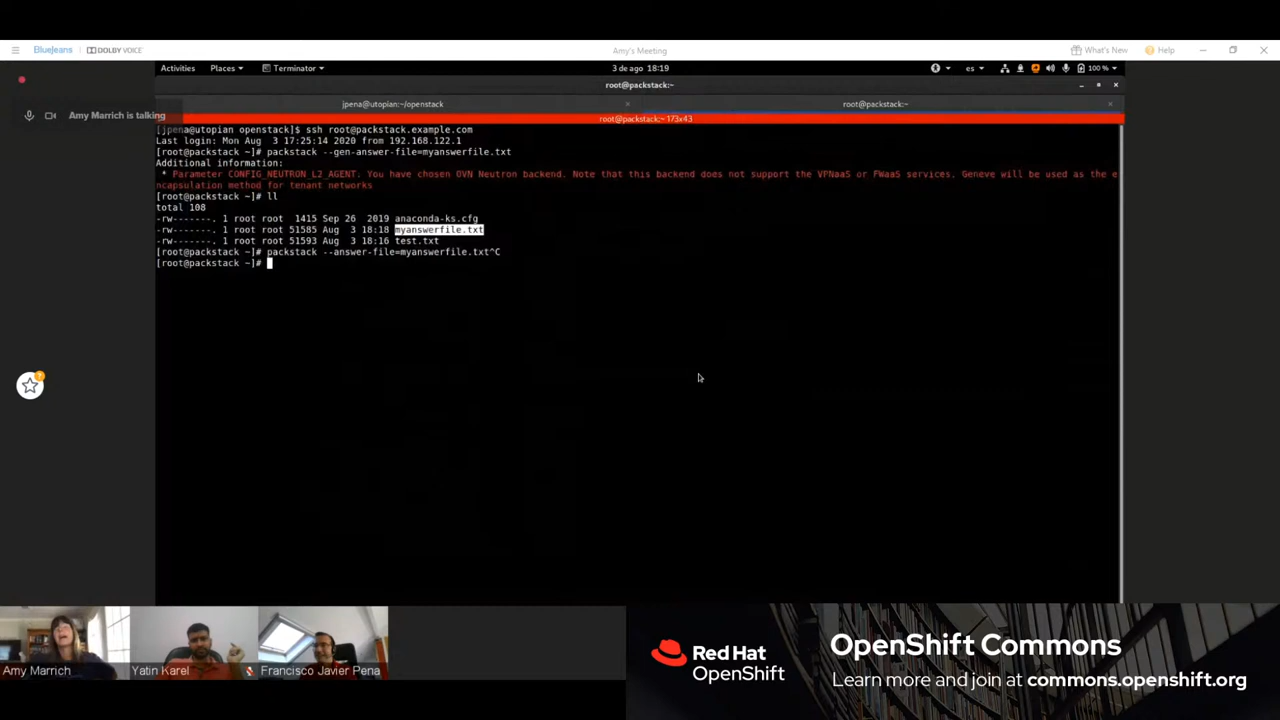 BlueJeans
DOLBY VOICE
Amy's Meeting
What's New
Help
Activities
Places
Terminator
3 de ago 18:19
es
100 %
root@packstack:~
jpena@utopian:~/openstack
root@packstack:~
root@packstack:~ 173x43
Amy Marrich is talking
[jpena@utopian openstack]$ ssh root@packstack.example.com
Last login: Mon Aug  3 17:25:14 2020 from 192.168.122.1
[root@packstack ~]# packstack --gen-answer-file=myanswerfile.txt
Additional information:
 * Parameter CONFIG_NEUTRON_L2_AGENT. You have chosen OVN Neutron backend. Note that this backend does not support the VPNaaS or FWaaS services. Geneve will be used as the e
ncapsulation method for tenant networks
[root@packstack ~]# ll
total 108
-rw-------. 1 root root  1415 Sep 26  2019 anaconda-ks.cfg
-rw-------. 1 root root 51585 Aug  3 18:18 myanswerfile.txt
-rw-------. 1 root root 51593 Aug  3 18:16 test.txt
[root@packstack ~]# packstack --answer-file=myanswerfile.txt^C
[root@packstack ~]#
?
Amy Marrich
Yatin Karel
Francisco Javier Pena
Red Hat
OpenShift
OpenShift Commons
Learn more and join at commons.openshift.org